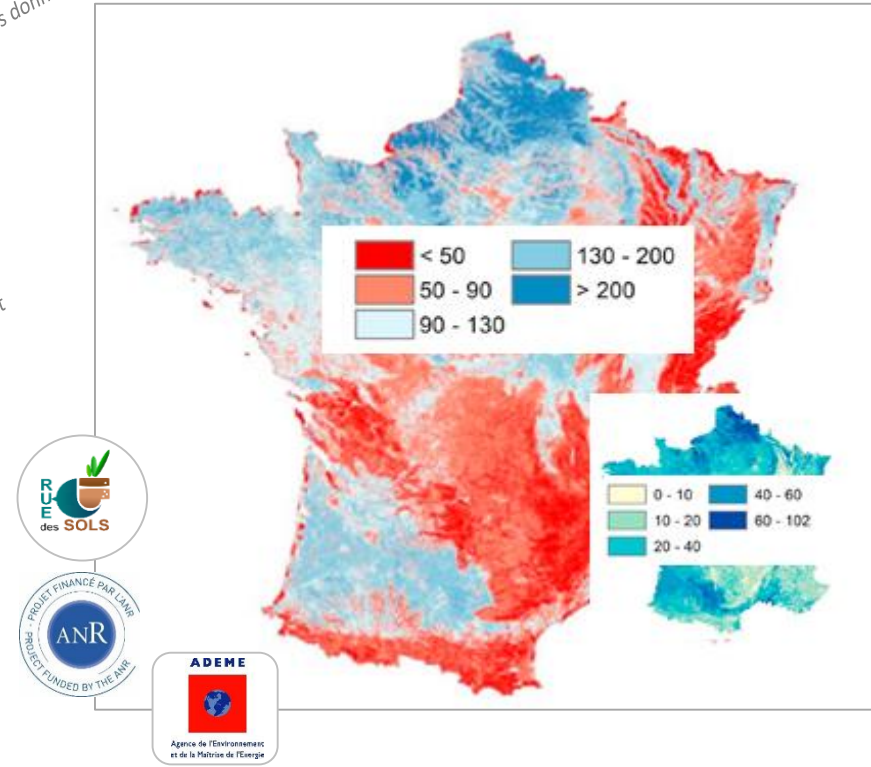 s donn
t
< 50
50 - 90
90 - 130
130 - 200
> 200
0 - 10
10 - 20
20 - 40
40 - 60
60 - 102
RUE
des SOLS
PROJET FINANCÉ PAR L'ANR
ANR
PROJECT FUNDED BY THE ANR
ADEME
Agence de l'Environnement
et de la Maîtrise de l'Energie